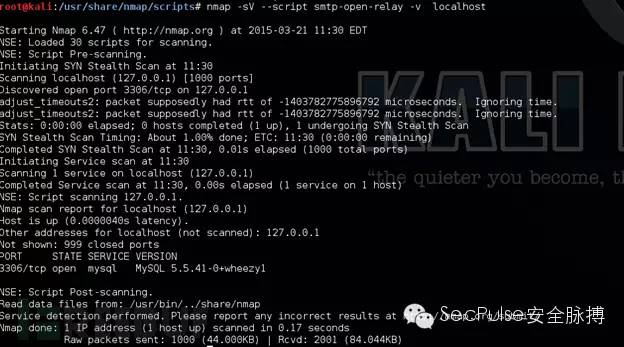 root@kali:/usr/share/nmap/scripts# nmap -sV --script smtp-open-relay -v  localhost
Starting Nmap 6.47 ( http://nmap.org ) at 2015-03-21 11:30 EDT
NSE: Loaded 30 scripts for scanning.
NSE: Script Pre-scanning.
Initiating SYN Stealth Scan at 11:30
Scanning localhost (127.0.0.1) [1000 ports]
Discovered open port 3306/tcp on 127.0.0.1
adjust_timeouts2: packet supposedly had rtt of -1403782775896792 microseconds.  Ignoring time.
adjust_timeouts2: packet supposedly had rtt of -1403782775896792 microseconds.  Ignoring time.
Stats: 0:00:00 elapsed; 0 hosts completed (1 up), 1 undergoing SYN Stealth Scan
SYN Stealth Scan Timing: About 1.00% done; ETC: 11:30 (0:00:00 remaining)
Completed SYN Stealth Scan at 11:30, 0.01s elapsed (1000 total ports)
Initiating Service scan at 11:30
Scanning 1 service on localhost (127.0.0.1)
Completed Service scan at 11:30, 0.00s elapsed (1 service on 1 host)
NSE: Script scanning 127.0.0.1.
Nmap scan report for localhost (127.0.0.1)
Host is up (0.0000040s latency).
Other addresses for localhost (not scanned): 127.0.0.1
Not shown: 999 closed ports
PORT     STATE SERVICE VERSION
3306/tcp open  mysql   MySQL 5.5.41-0+wheezy1
NSE: Script Post-scanning.
Read data files from: /usr/bin/../share/nmap
Service detection performed. Please report any incorrect results at
Nmap done: 1 IP address (1 host up) scanned in 0.17 seconds
Raw packets sent: 1000 (44.000KB) | Rcvd: 2001 (84.044KB)
KALI
"the quieter you become, th
SecPulse安全脉搏